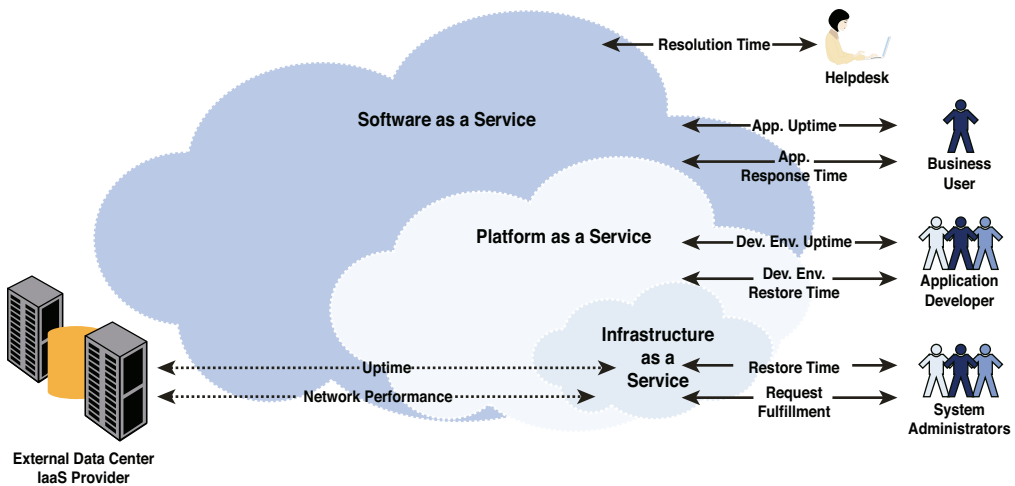 Resolution Time
Helpdesk
Software as a Service
App. Uptime
App.
Response Time
Business
User
Platform as a Service
Dev. Env. Uptime
Dev. Env.
Restore Time
Application
Developer
Infrastructure
as a
Service
Uptime
Network Performance
Restore Time
Request
Fulfillment
System
Administrators
External Data Center
IaaS Provider